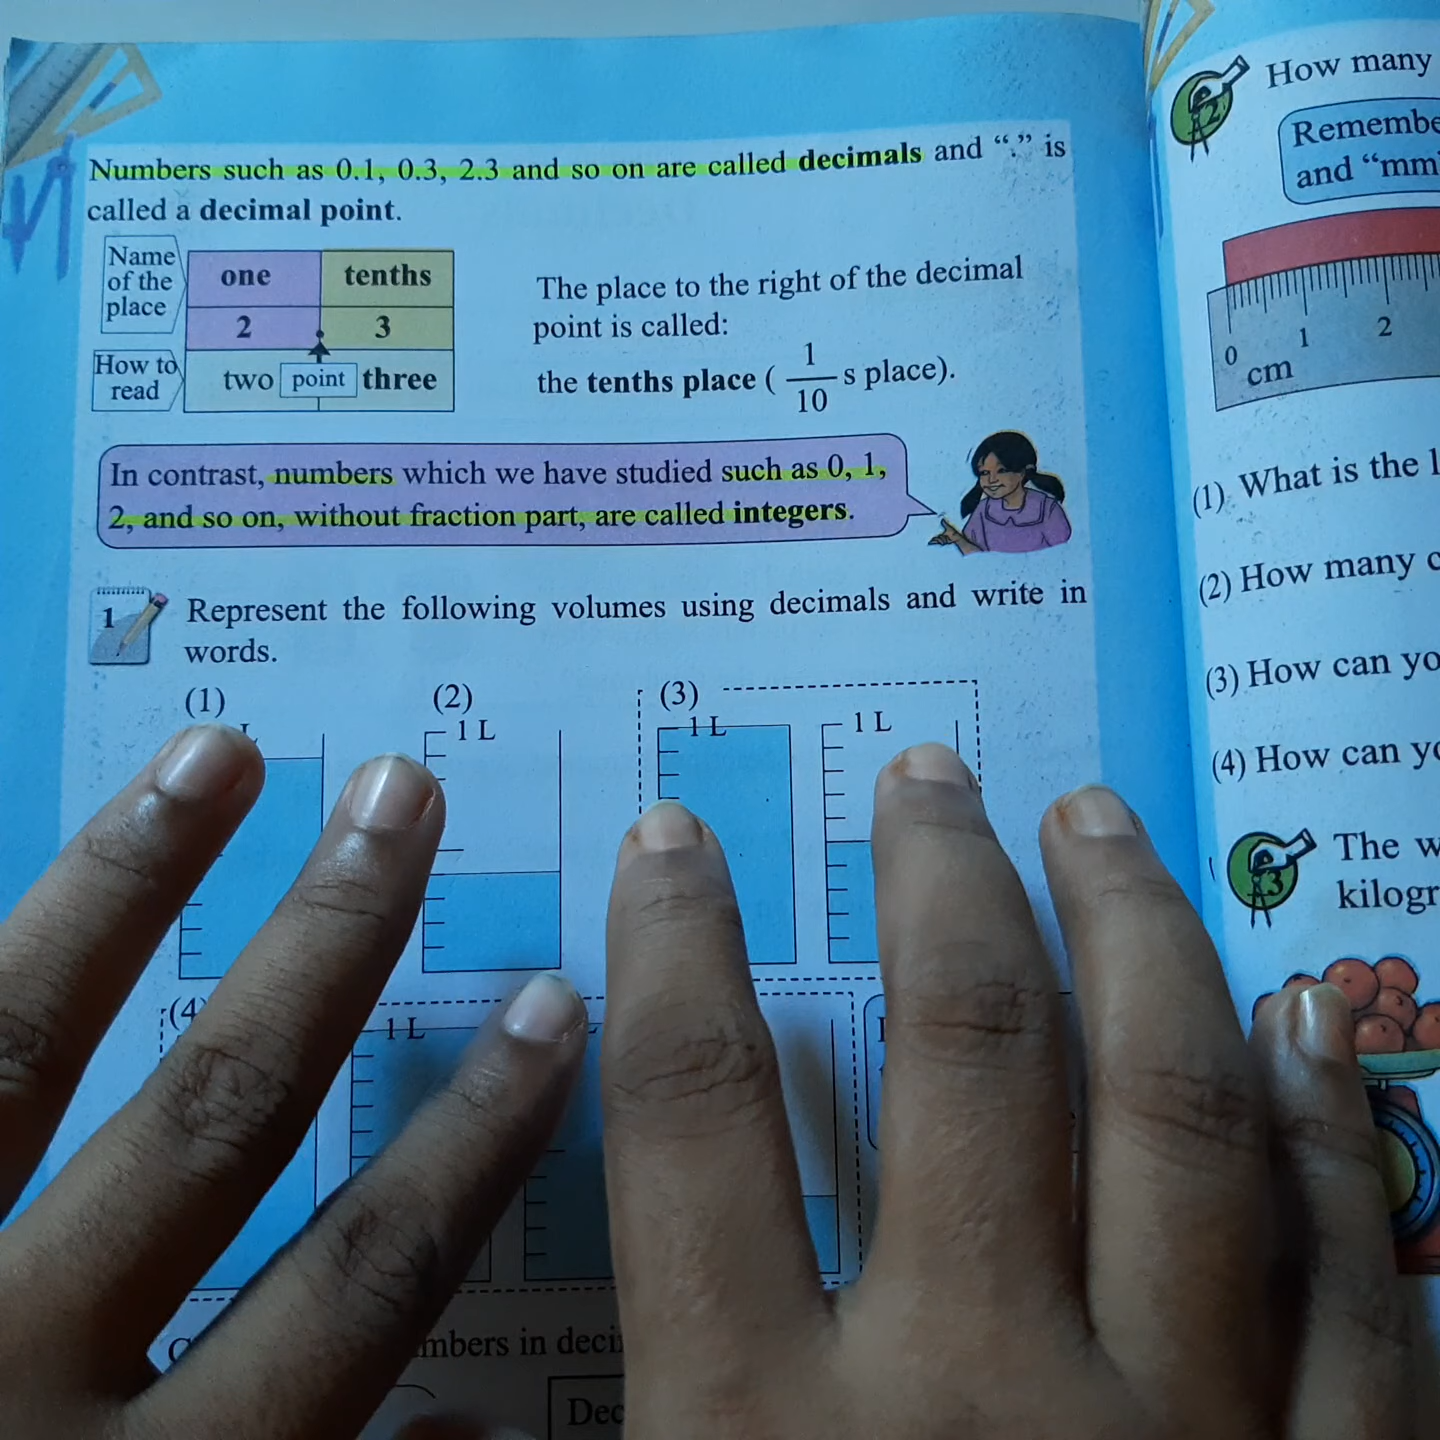 Numbers such as 0.1, 0.3, 2.3 and so on are called decimals and “.” is
called a decimal point.
Name
of the
place
one
tenths
2
3
How to
read
two
point
three
The place to the right of the decimal
point is called:
the tenths place ( 1/10 s place).
In contrast, numbers which we have studied such as 0, 1,
2, and so on, without fraction part, are called integers.
1
Represent the following volumes using decimals and write in
words.
(1)
(2)
1 L
(3)
1 L
1 L
(4
1 L
mbers in deci
Dec
2
How many
Remembe
and “mm
0
1
2
cm
(1) What is the l
(2) How many c
(3) How can yo
(4) How can yo
3
The w
kilogr